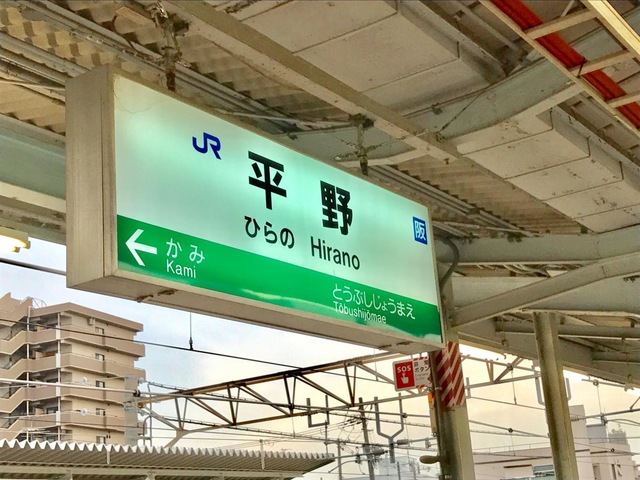 JR 平野 阪
ひらの Hirano
← かみ
Kami
とうぶしじょうまえ
Tōbushijōmae
SOS